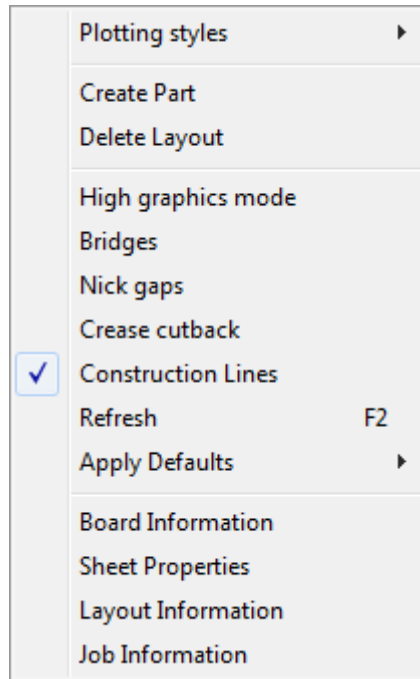 Plotting styles
Create Part
Delete Layout
High graphics mode
Bridges
Nick gaps
Crease cutback
Construction Lines
Refresh F2
Apply Defaults
Board Information
Sheet Properties
Layout Information
Job Information